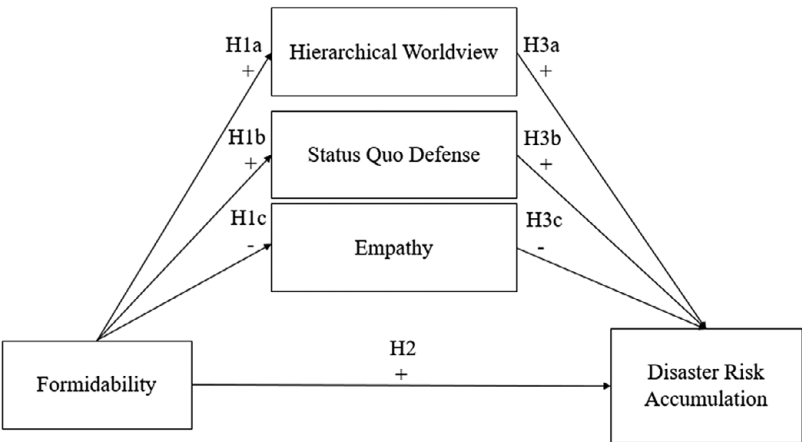 H1a
+
Hierarchical Worldview
H3a
+
H1b
+
Status Quo Defense
H3b
+
H1c
-
Empathy
H3c
-
H2
+
Formidability
Disaster Risk
Accumulation